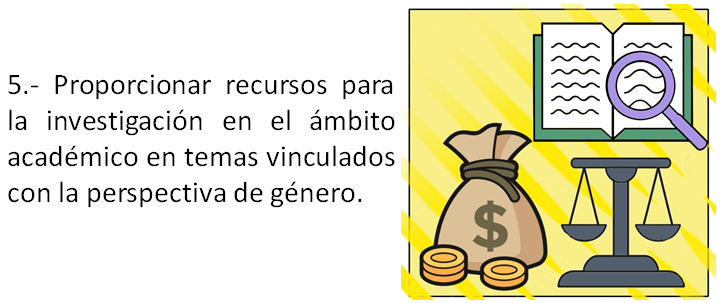 5.- Proporcionar recursos para
la investigación en el ámbito
académico en temas vinculados
con la perspectiva de género.
$